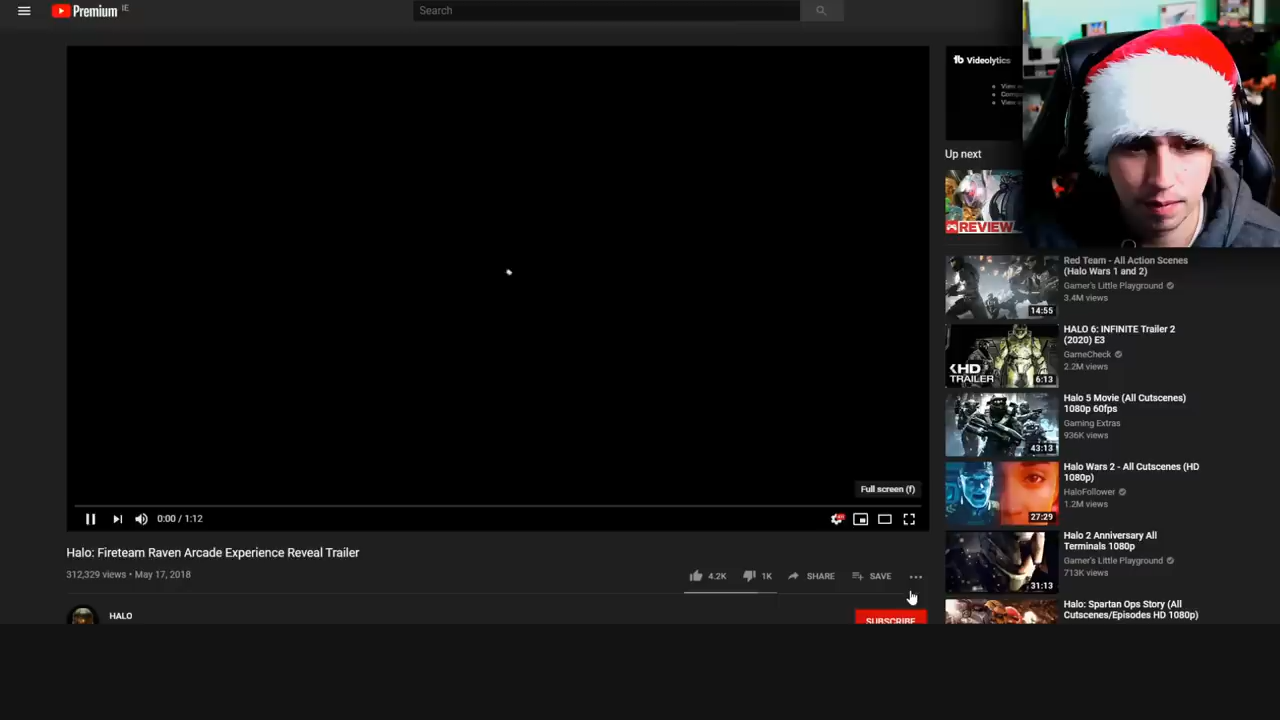 Premium IE
Search
Videolytics
Up next
REVIEW
Red Team - All Action Scenes
(Halo Wars 1 and 2)
Gamer's Little Playground
3.4M views
14:55
HALO 6: INFINITE Trailer 2
(2020) E3
GameCheck
2.2M views
HD
TRAILER
6:13
Halo 5 Movie (All Cutscenes)
1080p 60fps
Gaming Extras
936K views
43:13
Halo Wars 2 - All Cutscenes (HD
1080p)
HaloFollower
1.2M views
27:29
Halo 2 Anniversary All
Terminals 1080p
Gamer's Little Playground
713K views
31:13
Halo: Spartan Ops Story (All
Cutscenes/Episodes HD 1080p)
Full screen (f)
0:00 / 1:12
Halo: Fireteam Raven Arcade Experience Reveal Trailer
312,329 views • May 17, 2018
4.2K
1K
SHARE
SAVE
HALO
SUBSCRIBE